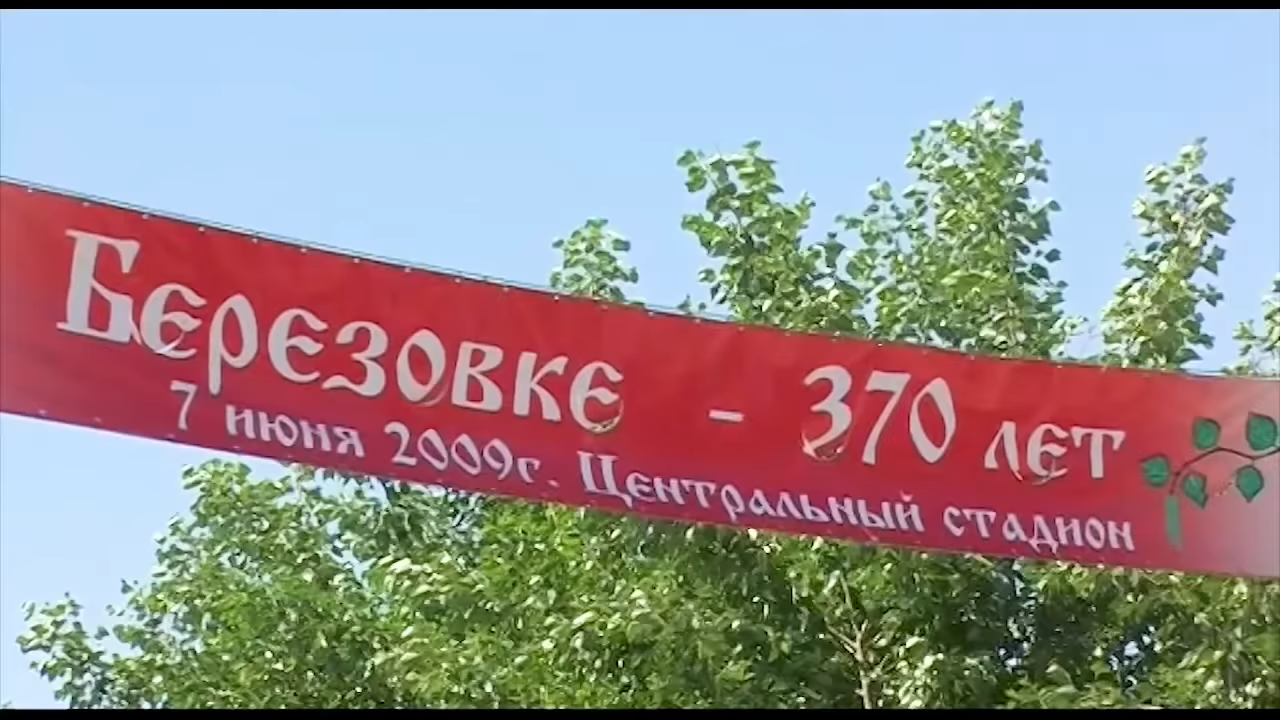 Березовке - 370 лет
7 июня 2009г. Центральный стадион